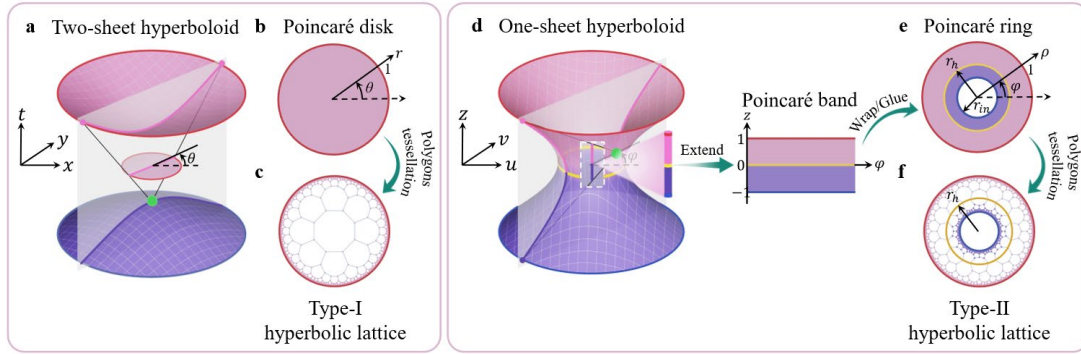 a Two-sheet hyperboloid
t
y
x
θ
b Poincaré disk
r
1
θ
Polygons
tessellation
c
Type-I
hyperbolic lattice
d One-sheet hyperboloid
z
v
u
φ
Extend
Poincaré band
z
1
0
φ
−1
Wrap/Glue
e Poincaré ring
ρ
r_h
1
φ
r_in
Polygons
tessellation
f
r_h
Type-II
hyperbolic lattice